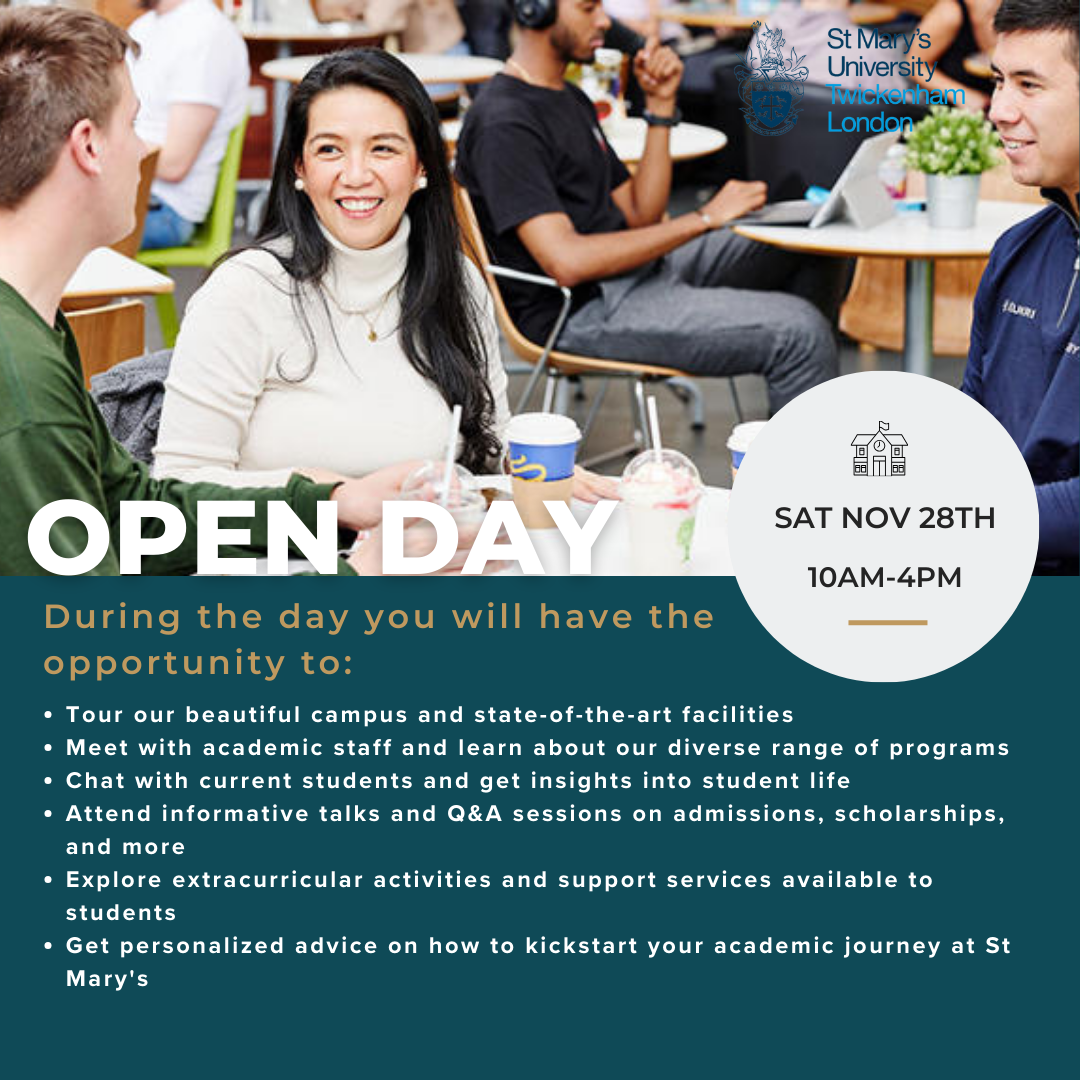 St Mary's
University
Twickenham
London
OPEN DAY
SAT NOV 28TH
10AM-4PM
During the day you will have the
opportunity to:
• Tour our beautiful campus and state-of-the-art facilities
• Meet with academic staff and learn about our diverse range of programs
• Chat with current students and get insights into student life
• Attend informative talks and Q&A sessions on admissions, scholarships,
and more
• Explore extracurricular activities and support services available to
students
• Get personalized advice on how to kickstart your academic journey at St
Mary's